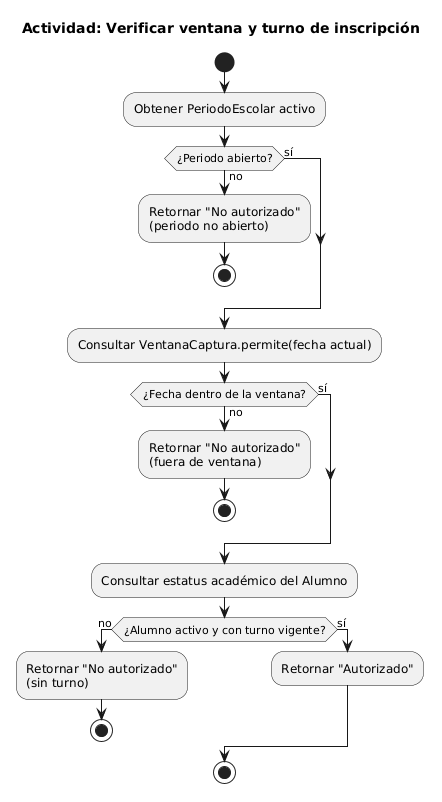 Actividad: Verificar ventana y turno de inscripción
Obtener PeriodoEscolar activo
¿Periodo abierto?
sí
no
Retornar "No autorizado"
(periodo no abierto)
Consultar VentanaCaptura.permite(fecha actual)
¿Fecha dentro de la ventana?
sí
no
Retornar "No autorizado"
(fuera de ventana)
Consultar estatus académico del Alumno
no
¿Alumno activo y con turno vigente?
sí
Retornar "No autorizado"
(sin turno)
Retornar "Autorizado"